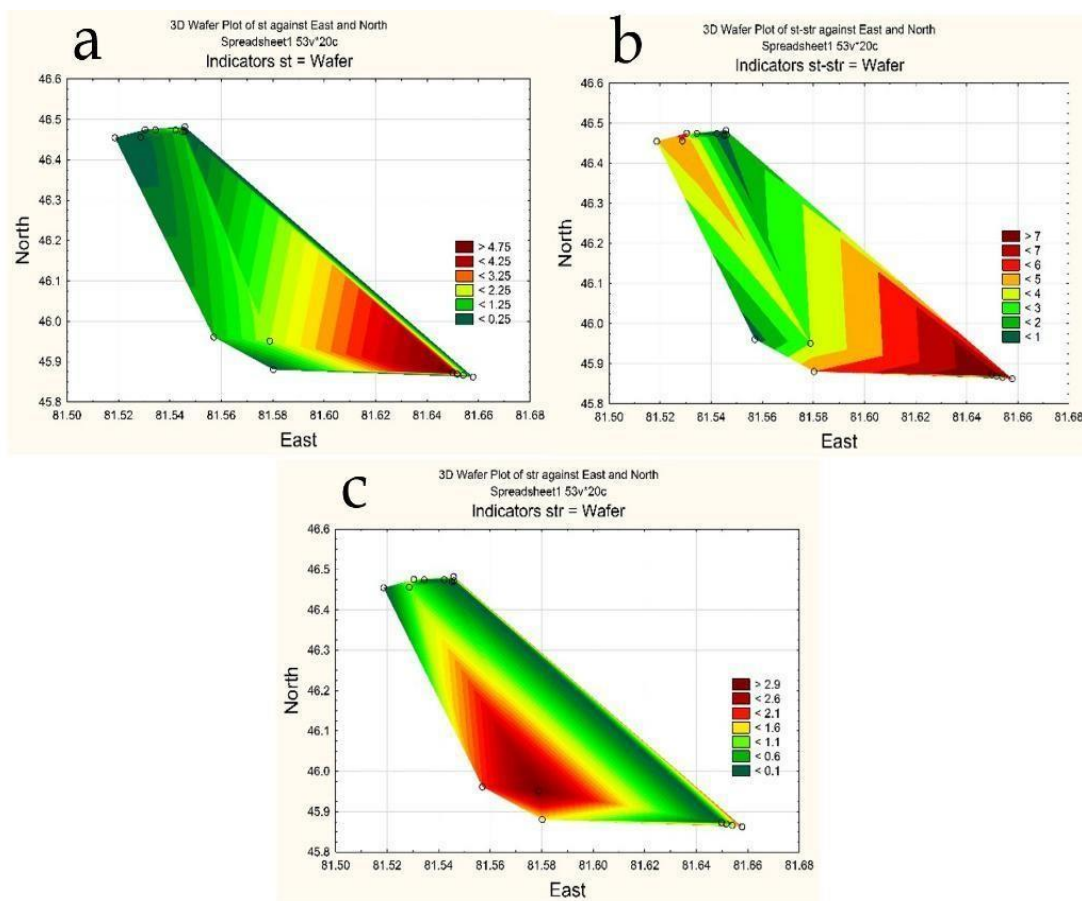 a
3D Wafer Plot of st against East and North
Spreadsheet1 53v*20c
Indicators st = Wafer
46.6
46.5
46.4
46.3
46.2
46.1
46.0
45.9
45.8
North
> 4.75
< 4.25
< 3.25
< 2.25
< 1.25
< 0.25
81.50 81.52 81.54 81.56 81.58 81.60 81.62 81.64 81.66 81.68
East
b
3D Wafer Plot of st-str against East and North
Spreadsheet1 53v*20c
Indicators st-str = Wafer
46.6
46.5
46.4
46.3
46.2
46.1
46.0
45.9
45.8
North
> 7
< 7
< 6
< 5
< 4
< 3
< 2
< 1
81.50 81.52 81.54 81.56 81.58 81.60 81.62 81.64 81.66 81.68
East
c
3D Wafer Plot of str against East and North
Spreadsheet1 53v*20c
Indicators str = Wafer
46.6
46.5
46.4
46.3
46.2
46.1
46.0
45.9
45.8
North
> 2.9
< 2.6
< 2.1
< 1.6
< 1.1
< 0.6
< 0.1
81.50 81.52 81.54 81.56 81.58 81.60 81.62 81.64 81.66 81.68
East